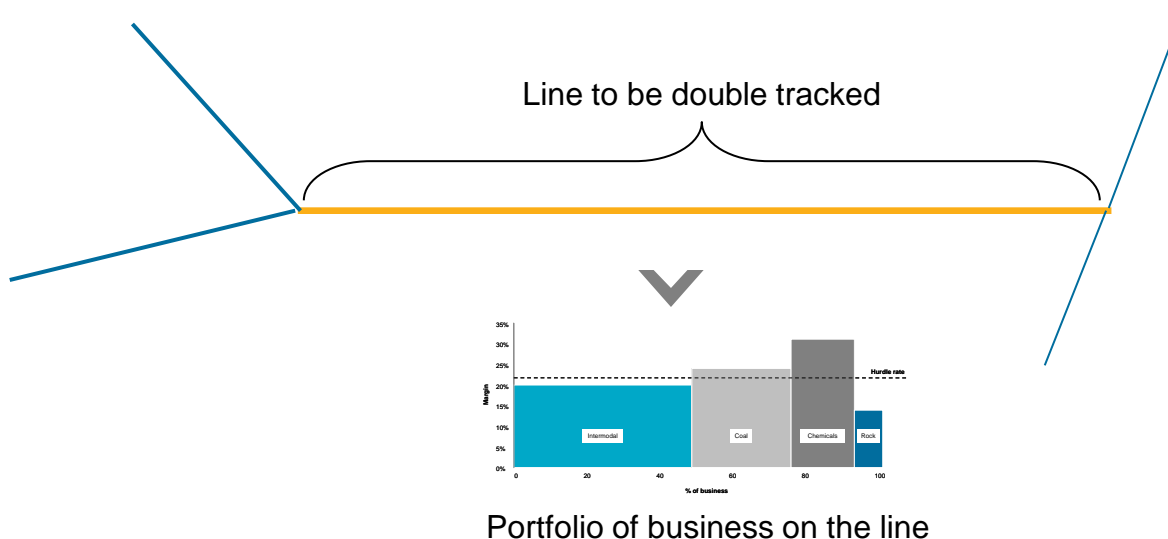 Line to be double tracked
35%
30%
25%
20%
15%
10%
5%
0%
Margin
Hurdle rate
Intermodal
Coal
Chemicals
Rock
0 20 40 60 80 100
% of business
Portfolio of business on the line